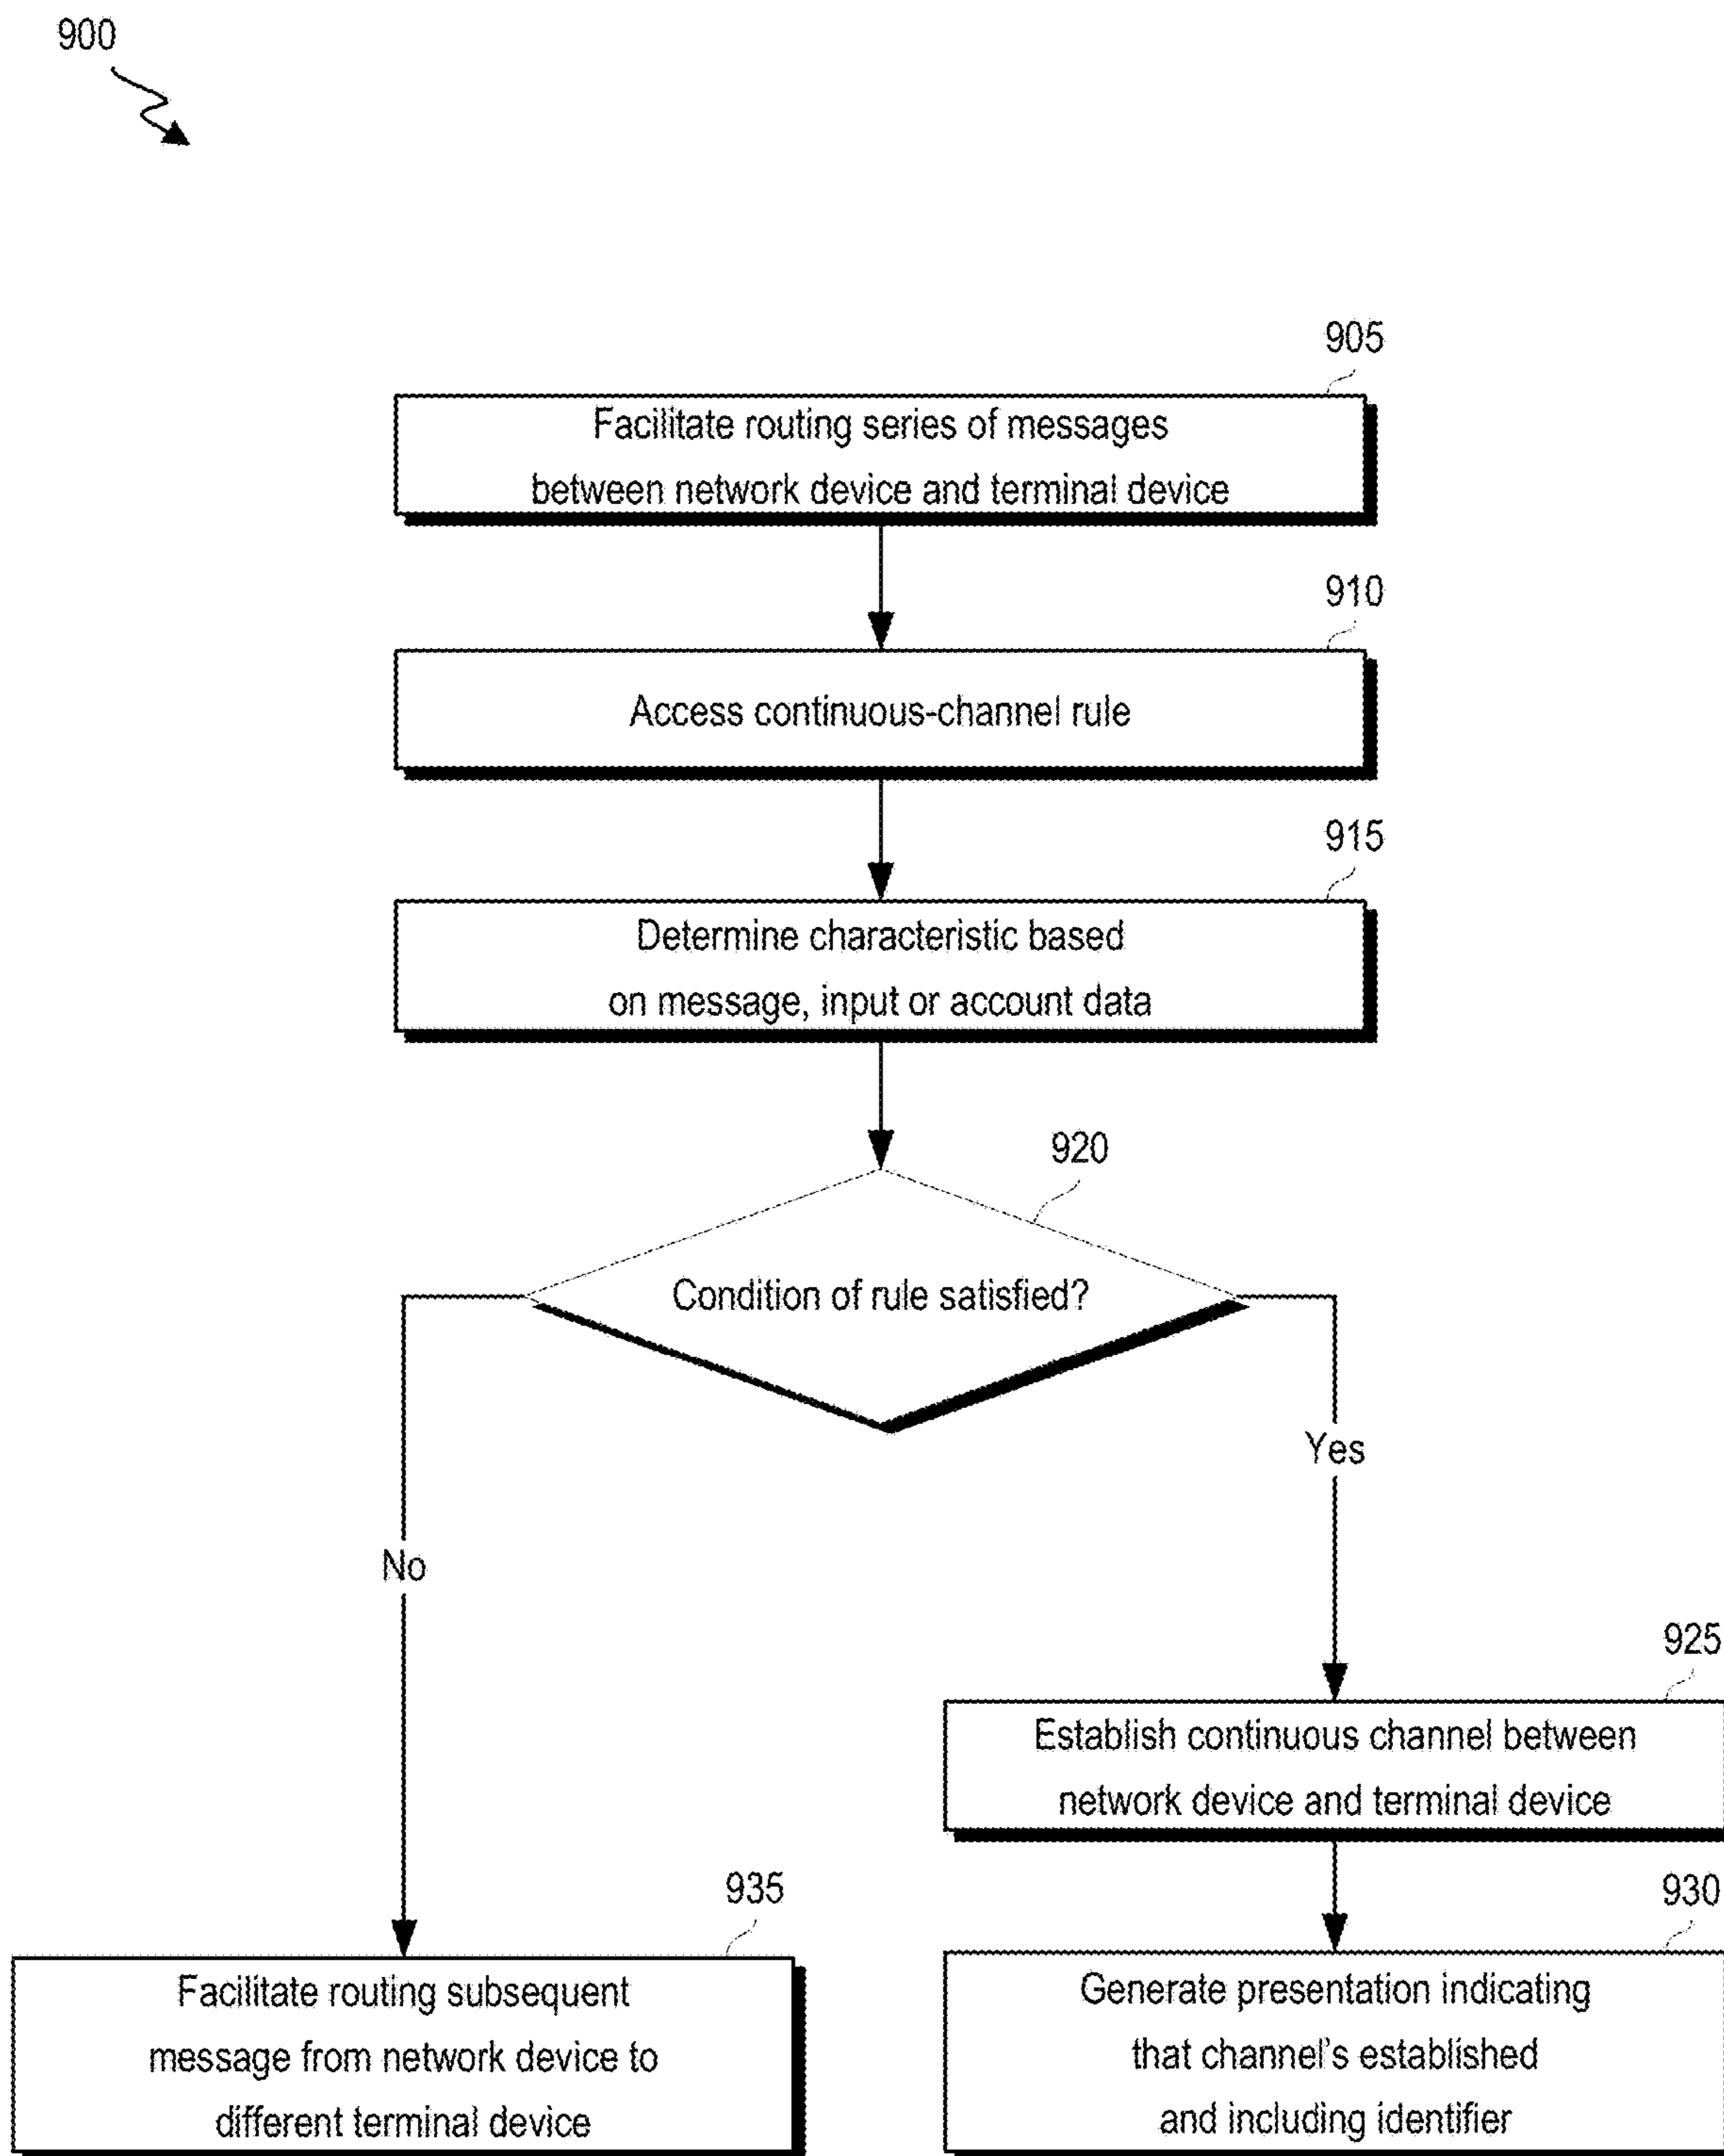 900
905
Facilitate routing series of messages
between network device and terminal device
910
Access continuous-channel rule
915
Determine characteristic based
on message, input or account data
920
Condition of rule satisfied?
Yes
No
925
Establish continuous channel between
network device and terminal device
935
Facilitate routing subsequent
message from network device to
different terminal device
930
Generate presentation indicating
that channel's established
and including identifier